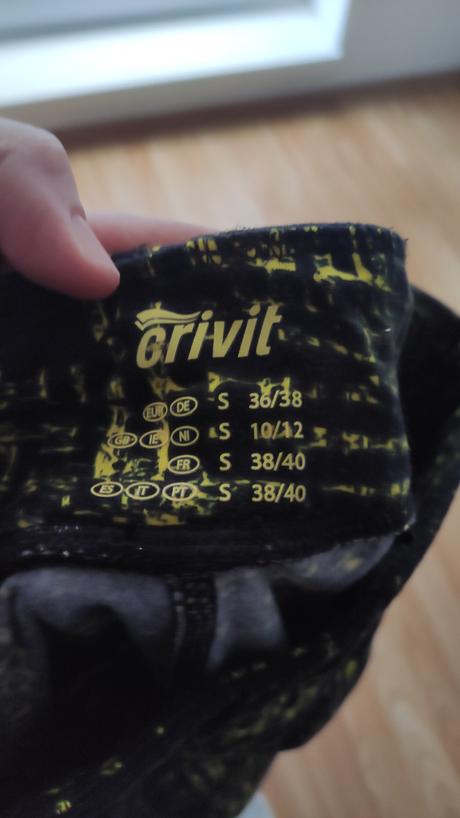 crivit
EUR DE S 36/38
GB IE NI S 10/12
FR S 38/40
ES IT PT S 38/40